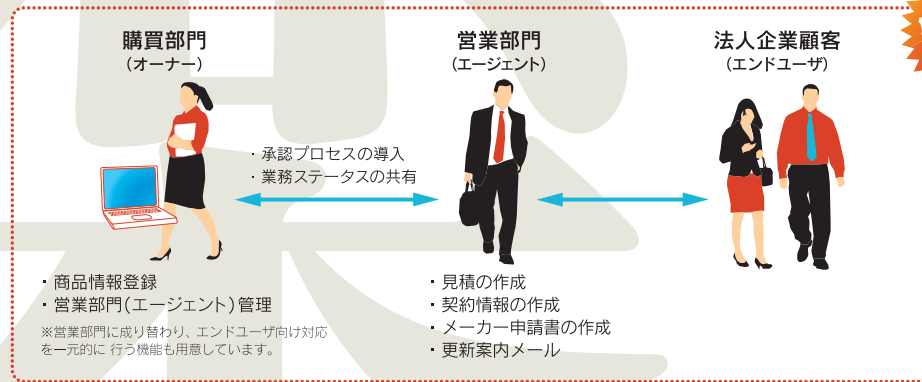 購買部門
(オーナー)
営業部門
(エージェント)
法人企業顧客
(エンドユーザ)
・承認プロセスの導入
・業務ステータスの共有
・商品情報登録
・営業部門(エージェント)管理
※営業部門に成り替わり、エンドユーザ向け対応
を一元的に 行う機能も用意しています。
・見積の作成
・契約情報の作成
・メーカー申請書の作成
・更新案内メール